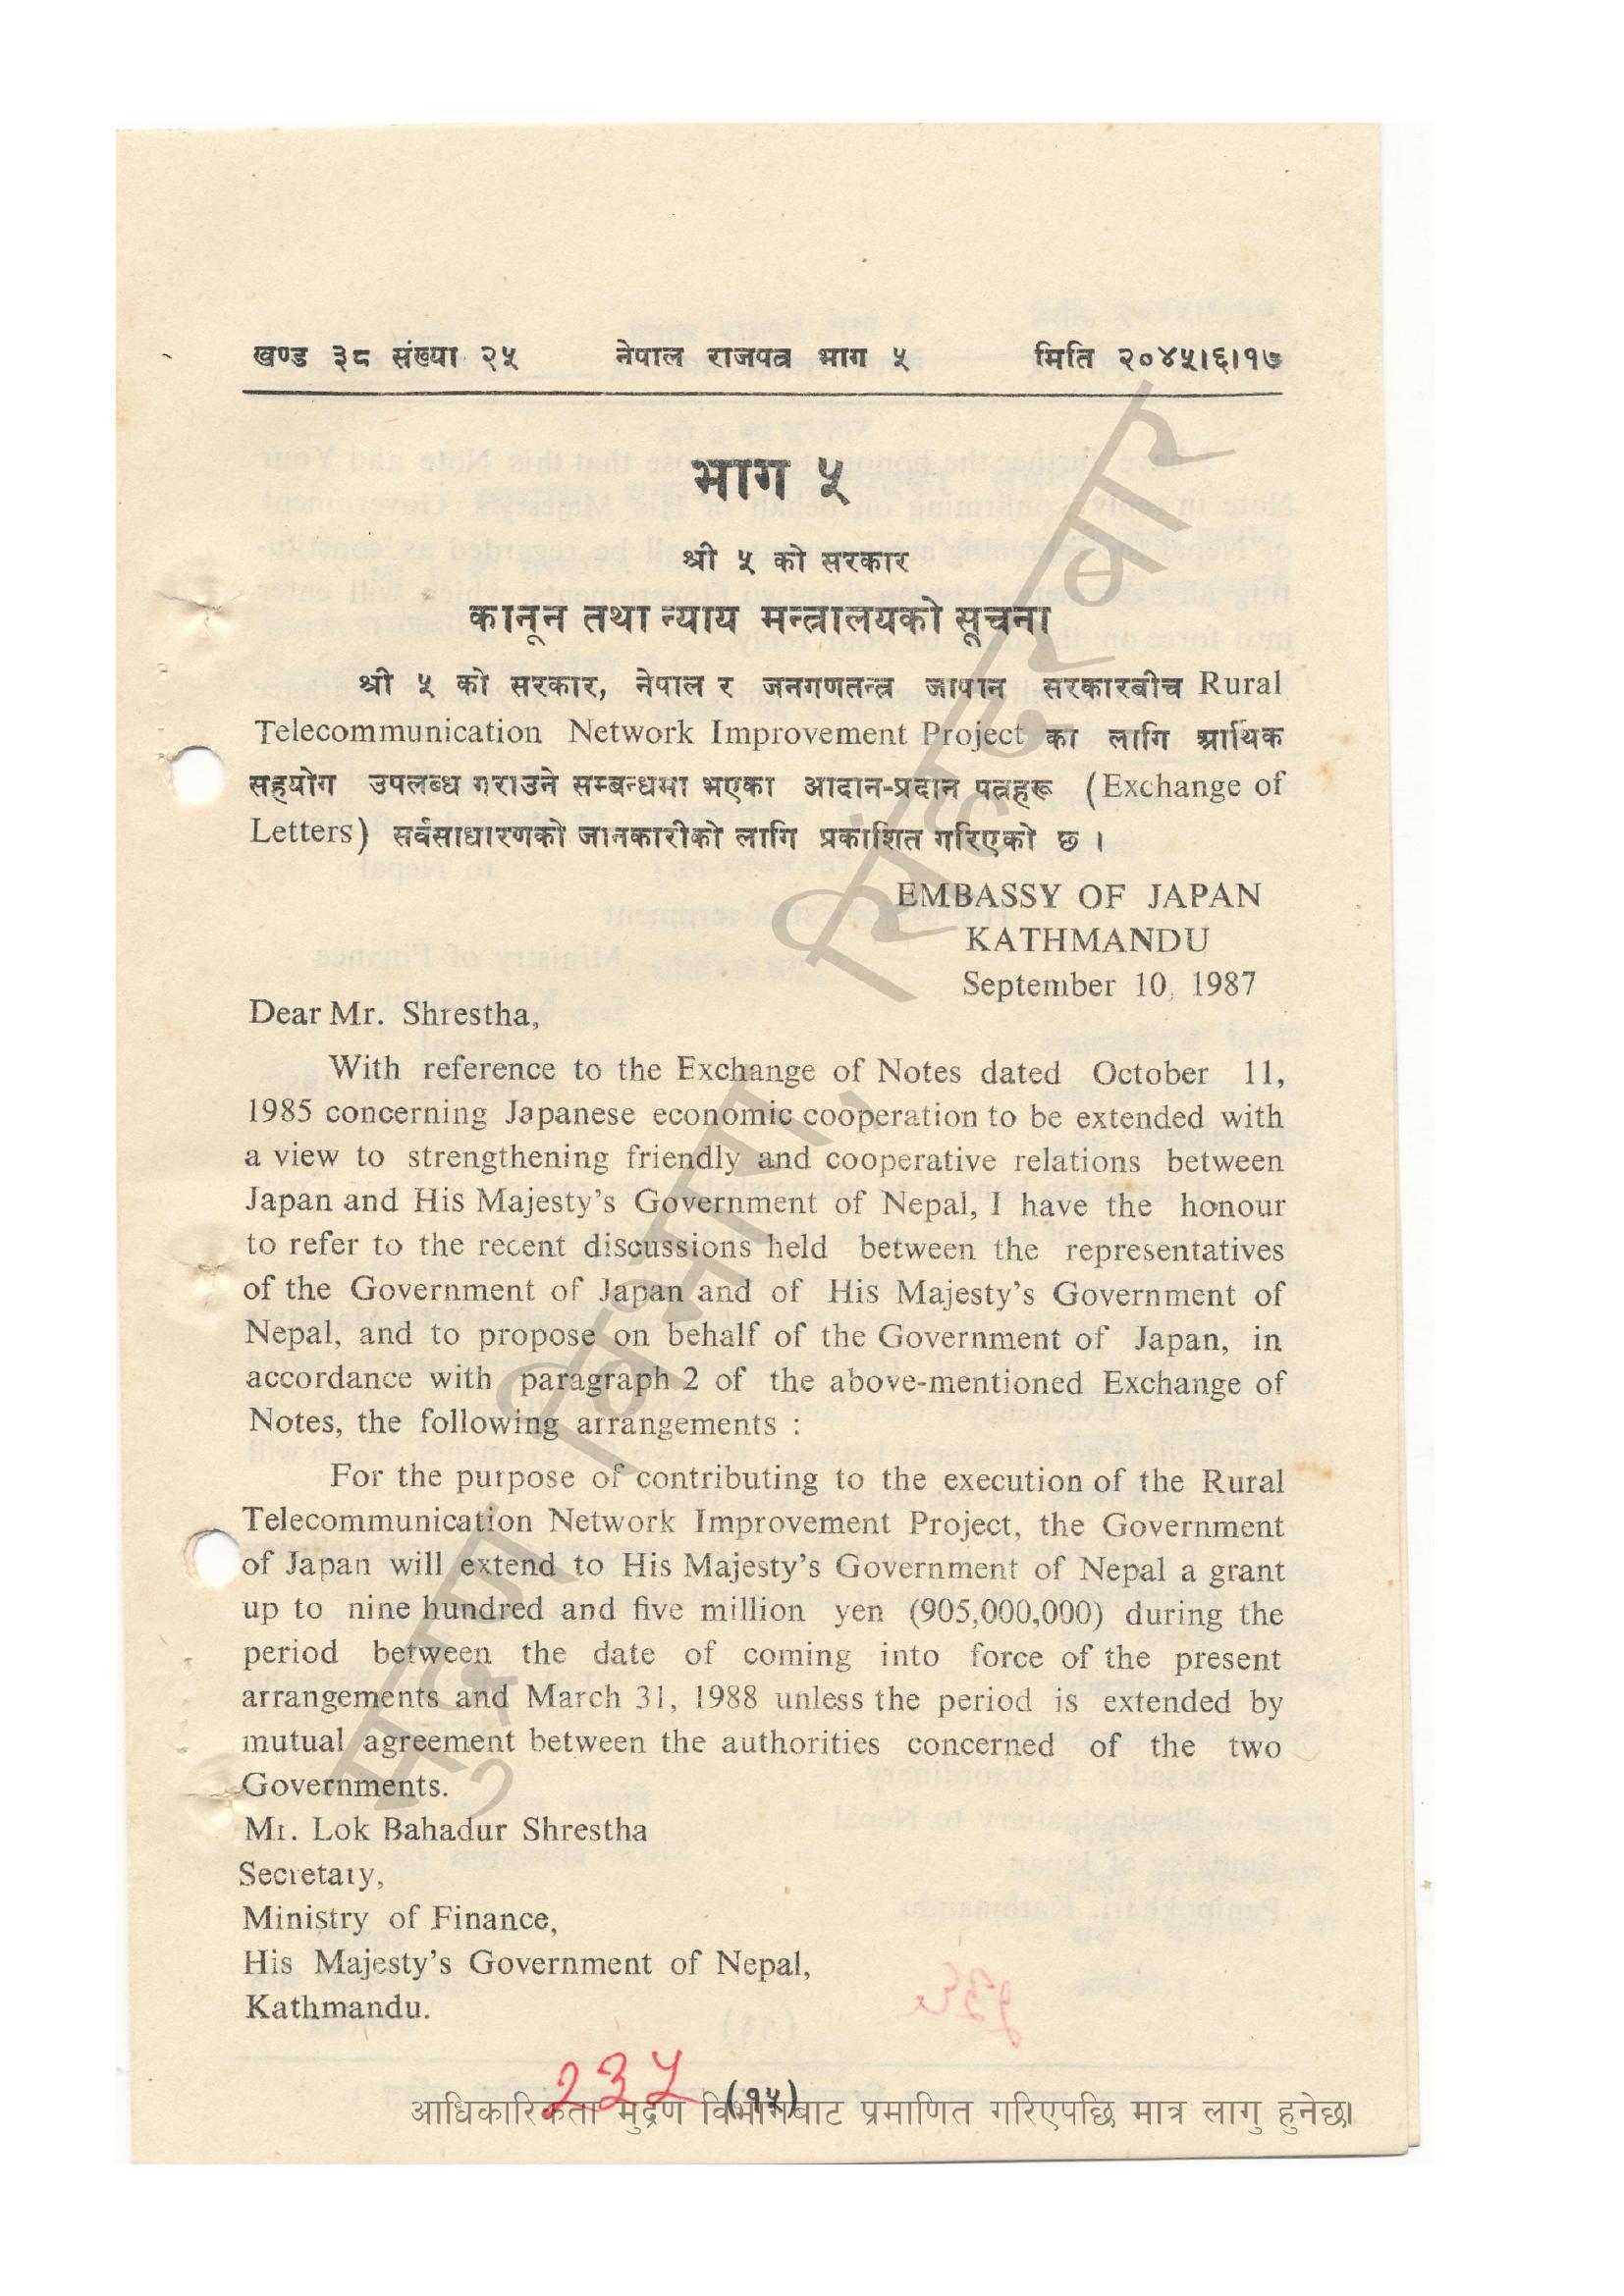 खण्ड ३८ संख्या २५ नेपाल राजपत्र भाग ५ मिति २०४५।६।१७
भाग ५
श्री ५ को सरकार
कानून तथा न्याय मन्त्रालयको सूचना
श्री ५ को सरकार, नेपाल र जनगणतन्त्र जापान सरकारबीच Rural
Telecommunication Network Improvement Project का लागि आर्थिक
सहयोग उपलब्ध गराउने सम्बन्धमा भएका आदान-प्रदान पत्रहरू (Exchange of
Letters) सर्वसाधारणको जानकारीको लागि प्रकाशित गरिएको छ ।
EMBASSY OF JAPAN
KATHMANDU
September 10, 1987
Dear Mr. Shrestha,
With reference to the Exchange of Notes dated October 11,
1985 concerning Japanese economic cooperation to be extended with
a view to strengthening friendly and cooperative relations between
Japan and His Majesty's Government of Nepal, I have the honour
to refer to the recent discussions held between the representatives
of the Government of Japan and of His Majesty's Government of
Nepal, and to propose on behalf of the Government of Japan, in
accordance with paragraph 2 of the above-mentioned Exchange of
Notes, the following arrangements :
For the purpose of contributing to the execution of the Rural
Telecommunication Network Improvement Project, the Government
of Japan will extend to His Majesty's Government of Nepal a grant
up to nine hundred and five million yen (905,000,000) during the
period between the date of coming into force of the present
arrangements and March 31, 1988 unless the period is extended by
mutual agreement between the authorities concerned of the two
Governments.
Mr. Lok Bahadur Shrestha
Secretary,
Ministry of Finance,
His Majesty's Government of Nepal,
Kathmandu.
२३५ (१५)
आधिकारिकता मुद्रण विभागबाट प्रमाणित गरिएपछि मात्र लागु हुनेछ।
मुद्रण विभाग, सिंहदरबार